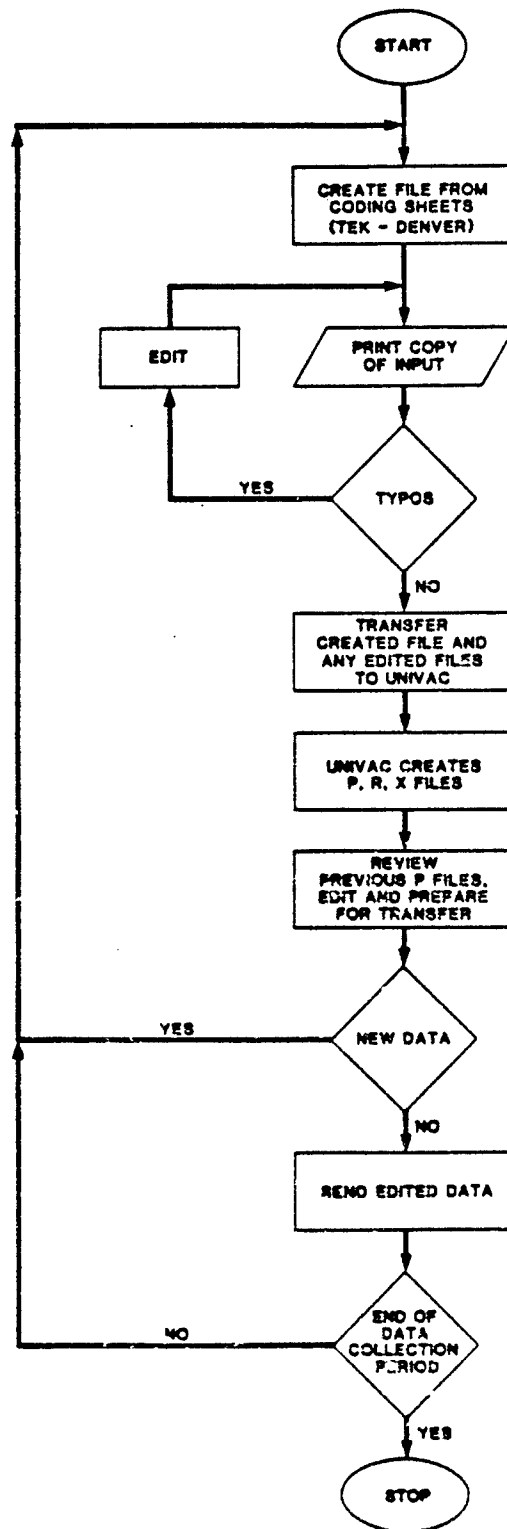 START
CREATE FILE FROM
CODING SHEETS
(TEK - DENVER)
EDIT
PRINT COPY
OF INPUT
YES
TYPOS
NO
TRANSFER
CREATED FILE AND
ANY EDITED FILES
TO UNIVAC
UNIVAC CREATES
P, R, X FILES
REVIEW
PREVIOUS P FILES,
EDIT AND PREPARE
FOR TRANSFER
YES
NEW DATA
NO
SEND EDITED DATA
NO
END OF
DATA
COLLECTION
PERIOD
YES
STOP